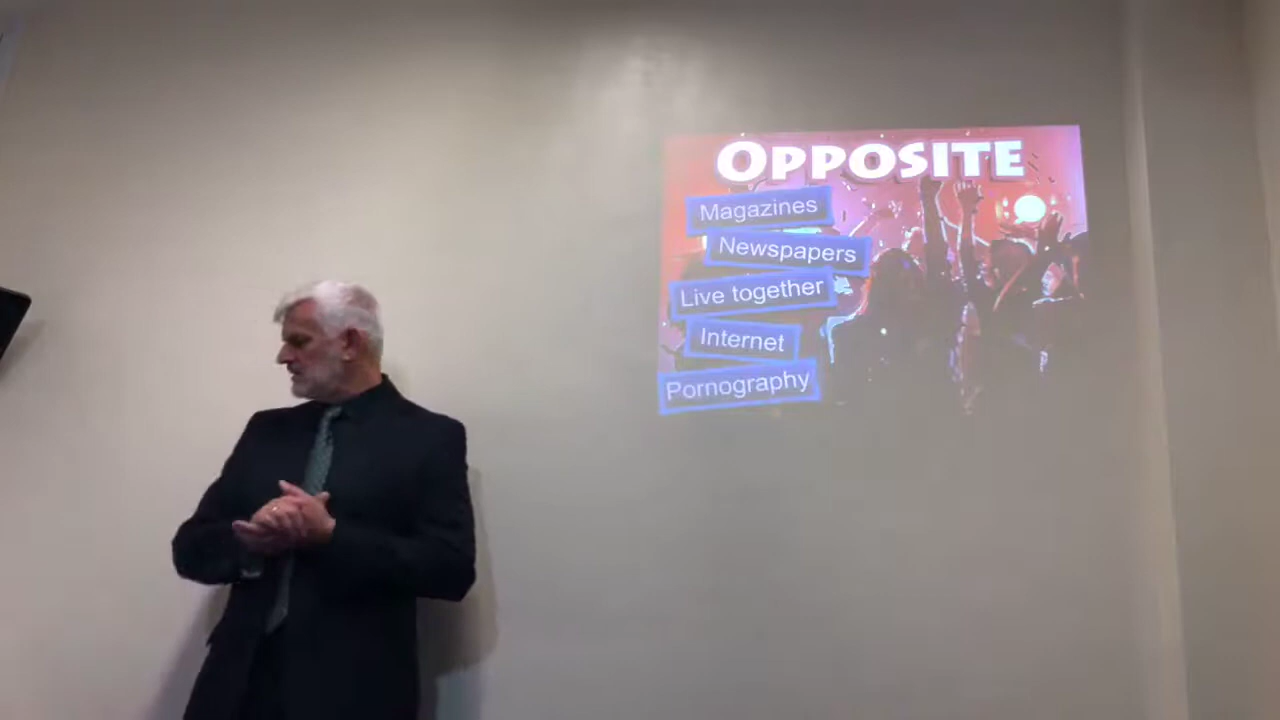 OPPOSITE
Magazines
Newspapers
Live together
Internet
Pornography